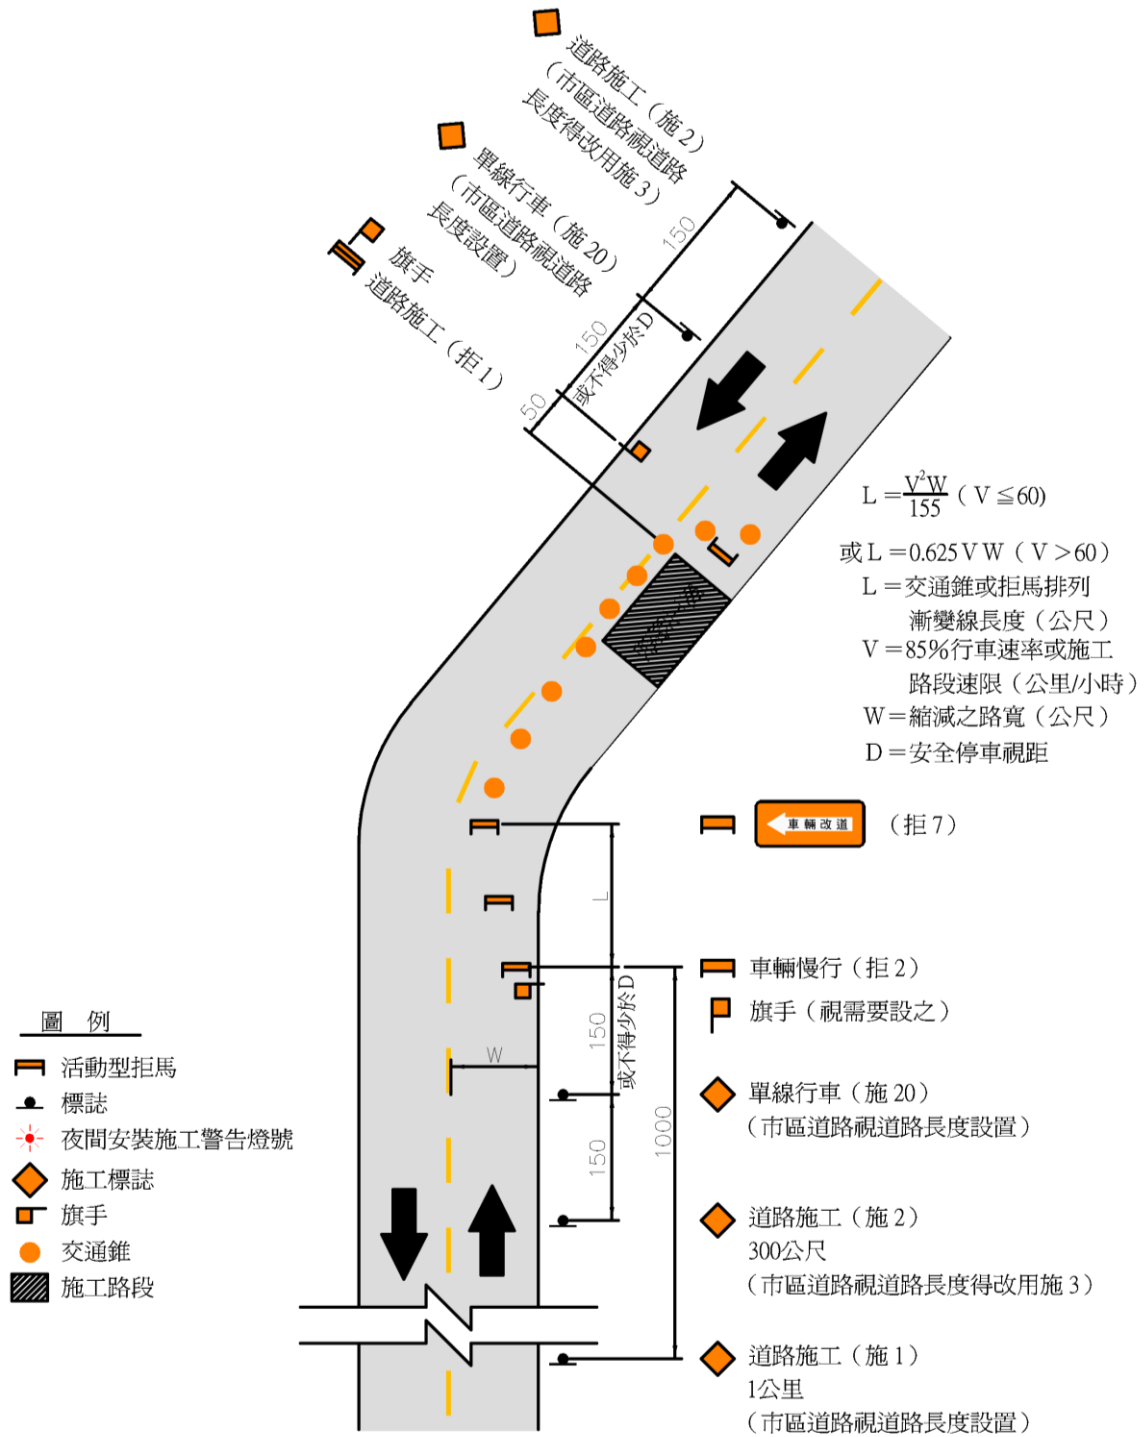 道路施工（施 2）
（市區道路視道路
長度得改用施 3）
單線行車（施 20）
（市區道路視道路
長度設置）
旗手
道路施工（拒 1）
150
150
或不得少於D
50
L = V²W/155 ( V ≦ 60)
或 L = 0.625 V W ( V > 60 )
L = 交通錐或拒馬排列
漸變線長度（公尺）
V = 85%行車速率或施工
路段速限（公里/小時）
W = 縮減之路寬（公尺）
D = 安全停車視距
車輛改道
（拒 7）
L
車輛慢行（拒 2）
旗手（視需要設之）
150
或不得少於D
W
單線行車（施 20）
（市區道路視道路長度設置）
150
1000
道路施工（施 2）
300公尺
（市區道路視道路長度得改用施 3）
道路施工（施 1）
1公里
（市區道路視道路長度設置）
圖 例
活動型拒馬
標誌
夜間安裝施工警告燈號
施工標誌
旗手
交通錐
施工路段